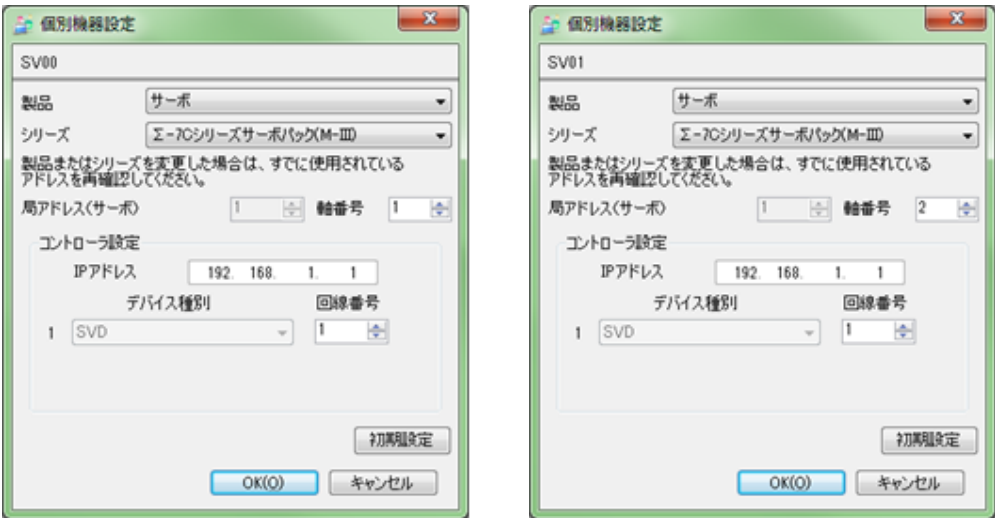 個別機器設定
SV00
製品
サーボ
シリーズ
Σ-7Cシリーズサーボパック(M-Ⅲ)
製品またはシリーズを変更した場合は、すでに使用されている
アドレスを再確認してください。
局アドレス(サーボ) 1 軸番号 1
コントローラ設定
IPアドレス 192. 168. 1. 1
デバイス種別 回線番号
1 SVD 1
初期設定
OK(O) キャンセル
個別機器設定
SV01
製品
サーボ
シリーズ
Σ-7Cシリーズサーボパック(M-Ⅲ)
製品またはシリーズを変更した場合は、すでに使用されている
アドレスを再確認してください。
局アドレス(サーボ) 1 軸番号 2
コントローラ設定
IPアドレス 192. 168. 1. 1
デバイス種別 回線番号
1 SVD 1
初期設定
OK(O) キャンセル